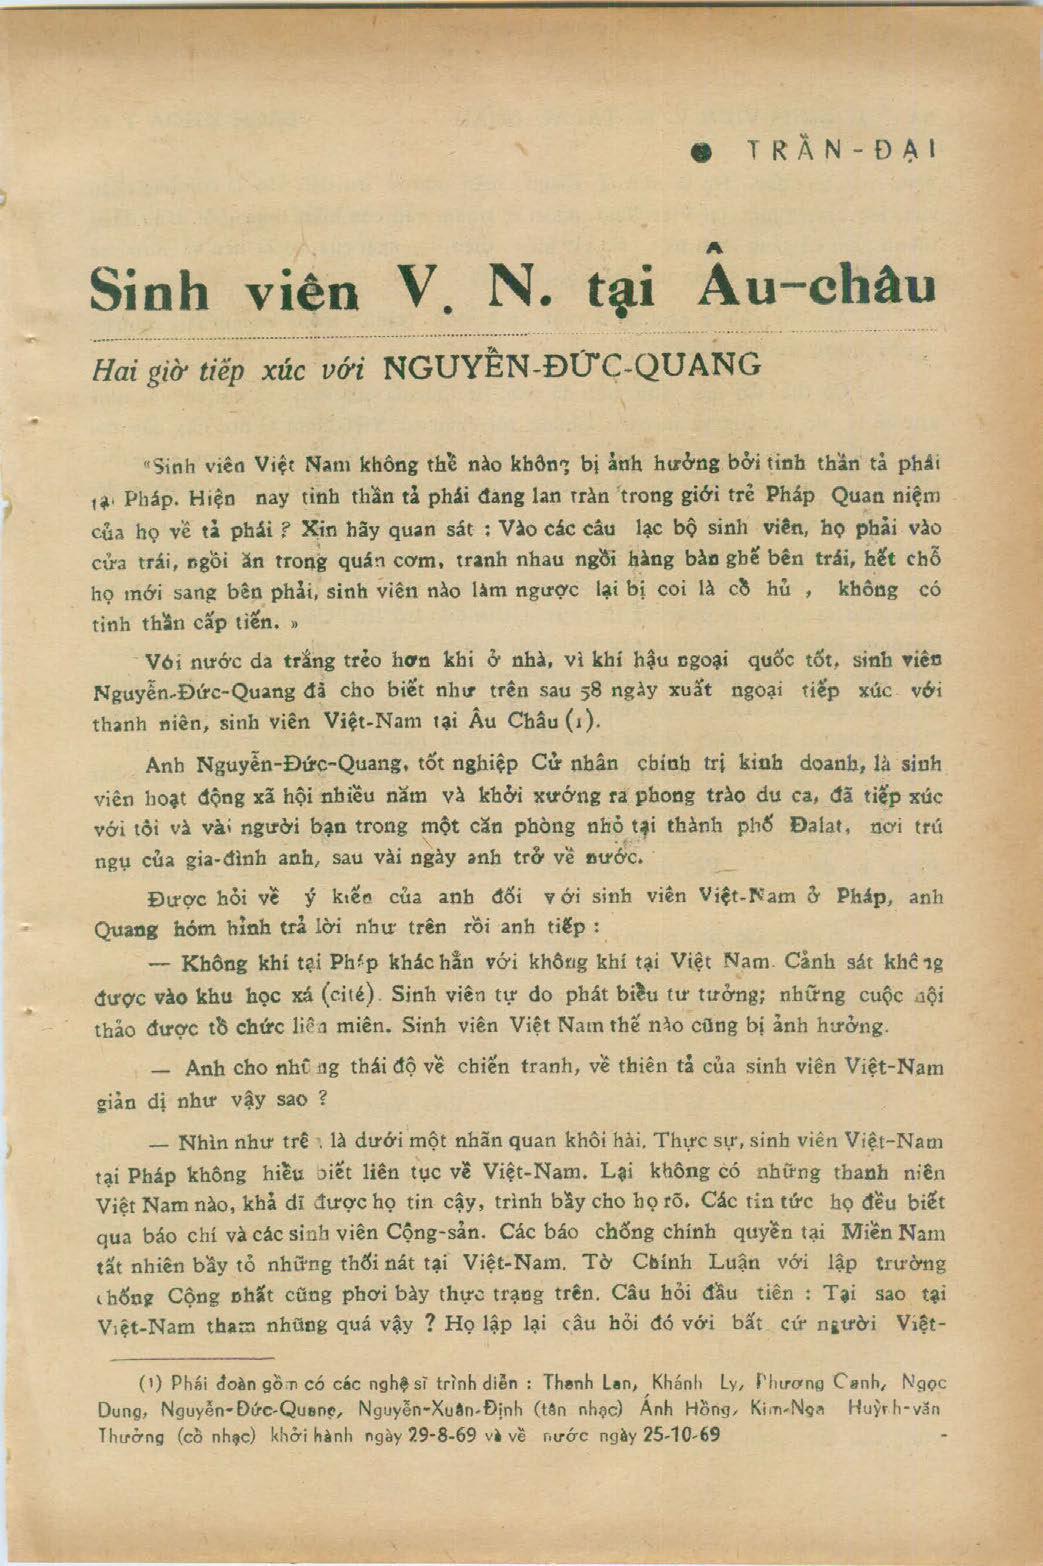 ● TRẦN-ĐẠI
Sinh viên V. N. tại Âu-châu
Hai giờ tiếp xúc với NGUYỄN-ĐỨC-QUANG
"Sinh viên Việt Nam không thể nào không bị ảnh hưởng bởi tinh thần tả phái
tại Pháp. Hiện nay tinh thần tả phái đang lan tràn trong giới trẻ Pháp Quan niệm
của họ về tả phái ? Xin hãy quan sát : Vào các câu lạc bộ sinh viên, họ phải vào
cửa trái, ngồi ăn trong quán cơm, tranh nhau ngồi hàng bàn ghế bên trái, hết chỗ
họ mới sang bên phải, sinh viên nào làm ngược lại bị coi là cổ hủ , không có
tinh thần cấp tiến. »
Với nước da trắng trẻo hơn khi ở nhà, vì khí hậu ngoại quốc tốt, sinh viên
Nguyễn-Đức-Quang đả cho biết như trên sau 58 ngày xuất ngoại tiếp xúc với
thanh niên, sinh viên Việt-Nam tại Âu Châu (1).
Anh Nguyễn-Đức-Quang, tốt nghiệp Cử nhân chính trị kinh doanh, là sinh
viên hoạt động xã hội nhiều năm và khởi xướng ra phong trào du ca, đã tiếp xúc
với tôi và vài người bạn trong một căn phòng nhỏ tại thành phố Đalat, nơi trú
ngụ của gia-đình anh, sau vài ngày anh trở về nước.
Được hỏi về ý kiến của anh đối với sinh viên Việt-Nam ở Pháp, anh
Quang hóm hỉnh trả lời như trên rồi anh tiếp :
— Không khí tại Pháp khác hẳn với không khí tại Việt Nam. Cảnh sát không
được vào khu học xá (cité). Sinh viên tự do phát biểu tư tưởng; những cuộc hội
thảo được tổ chức liên miên. Sinh viên Việt Nam thế nào cũng bị ảnh hưởng.
— Anh cho những thái độ về chiến tranh, về thiên tả của sinh viên Việt-Nam
giản dị như vậy sao ?
— Nhìn như trên là dưới một nhãn quan khôi hài. Thực sự, sinh viên Việt-Nam
tại Pháp không hiểu biết liên tục về Việt-Nam. Lại không có những thanh niên
Việt Nam nào, khả dĩ được họ tin cậy, trình bầy cho họ rõ. Các tin tức họ đều biết
qua báo chí và các sinh viên Cộng-sản. Các báo chống chính quyền tại Miền Nam
tất nhiên bầy tỏ những thối nát tại Việt-Nam. Tờ Chính Luận với lập trường
chống Cộng nhất cũng phơi bày thực trạng trên. Câu hỏi đầu tiên : Tại sao tại
Việt-Nam tham nhũng quá vậy ? Họ lập lại câu hỏi đó với bất cứ người Việt-
(1) Phái đoàn gồm có các nghệ sĩ trình diễn : Thanh Lan, Khánh Ly, Phương Oanh, Ngọc
Dung, Nguyễn-Đức-Quang, Nguyễn-Xuân-Định (tân nhạc) Ánh Hồng, Kim-Nga Huỳnh-văn
Thưởng (cổ nhạc) khởi hành ngày 29-8-69 và về nước ngày 25-10-69